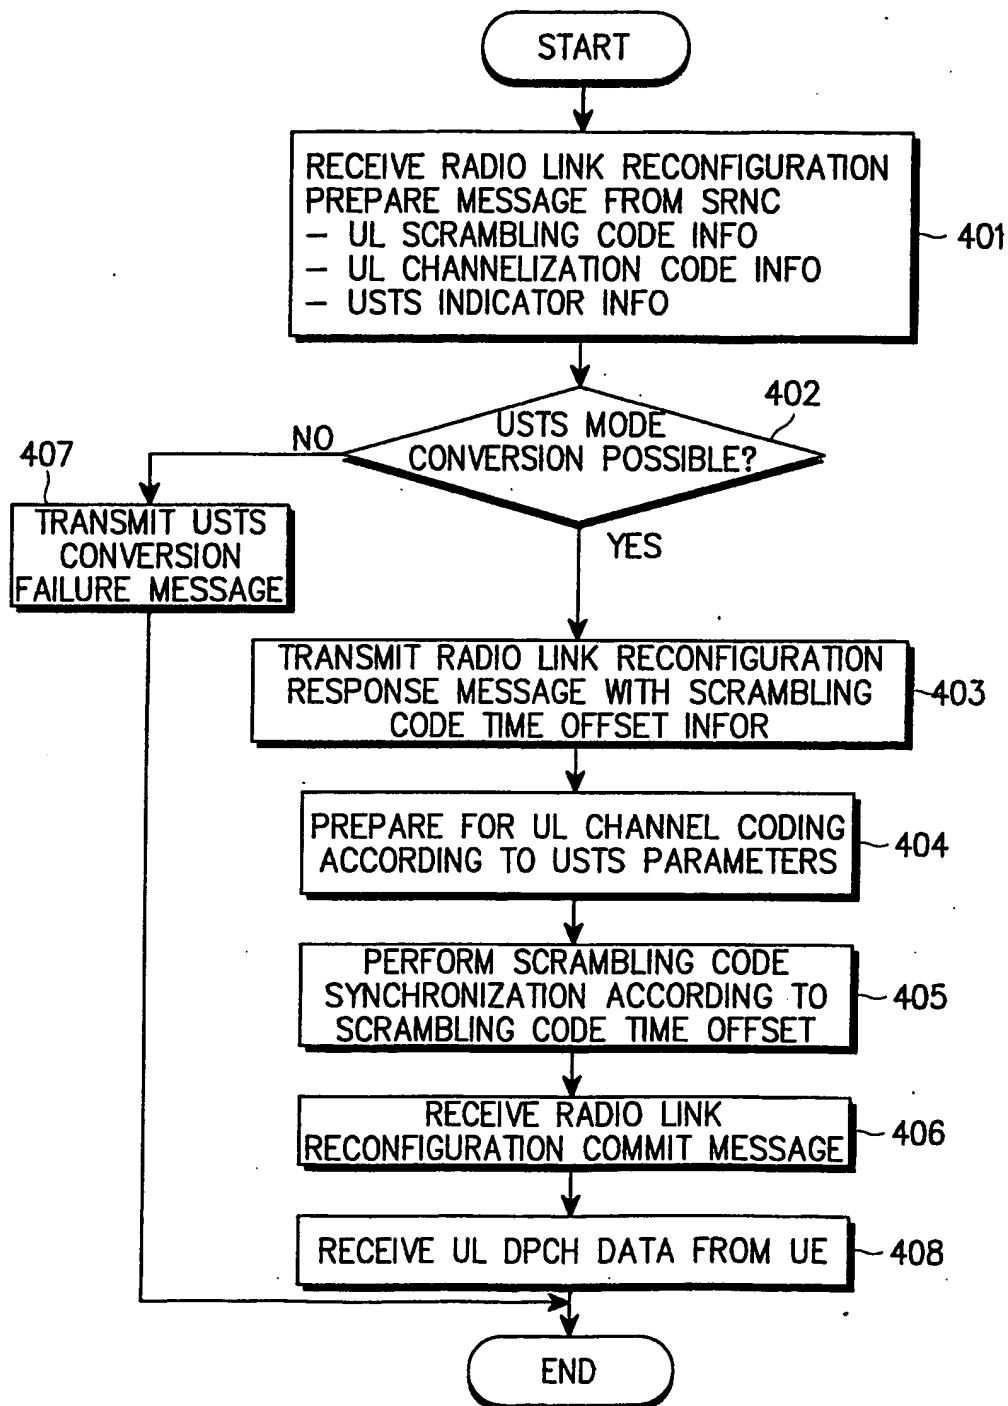 START
RECEIVE RADIO LINK RECONFIGURATION
PREPARE MESSAGE FROM SRNC
– UL SCRAMBLING CODE INFO
– UL CHANNELIZATION CODE INFO
– USTS INDICATOR INFO
401
402
USTS MODE
CONVERSION POSSIBLE?
NO
407
YES
TRANSMIT USTS
CONVERSION
FAILURE MESSAGE
TRANSMIT RADIO LINK RECONFIGURATION
RESPONSE MESSAGE WITH SCRAMBLING
CODE TIME OFFSET INFOR
403
PREPARE FOR UL CHANNEL CODING
ACCORDING TO USTS PARAMETERS
404
PERFORM SCRAMBLING CODE
SYNCHRONIZATION ACCORDING TO
SCRAMBLING CODE TIME OFFSET
405
RECEIVE RADIO LINK
RECONFIGURATION COMMIT MESSAGE
406
RECEIVE UL DPCH DATA FROM UE
408
END